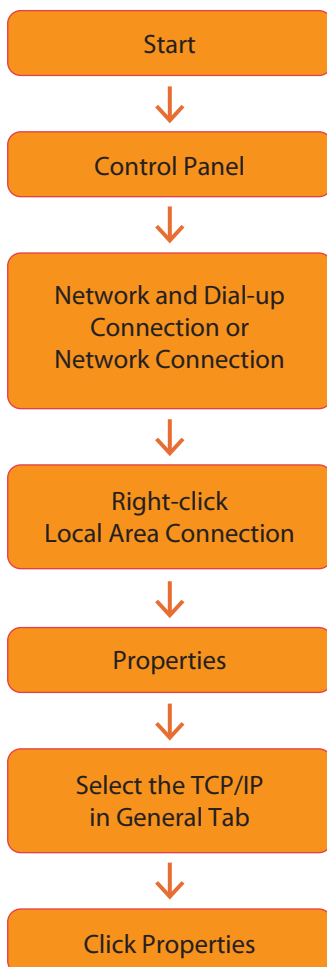 Start
Control Panel
Network and Dial-up
Connection or
Network Connection
Right-click
Local Area Connection
Properties
Select the TCP/IP
in General Tab
Click Properties